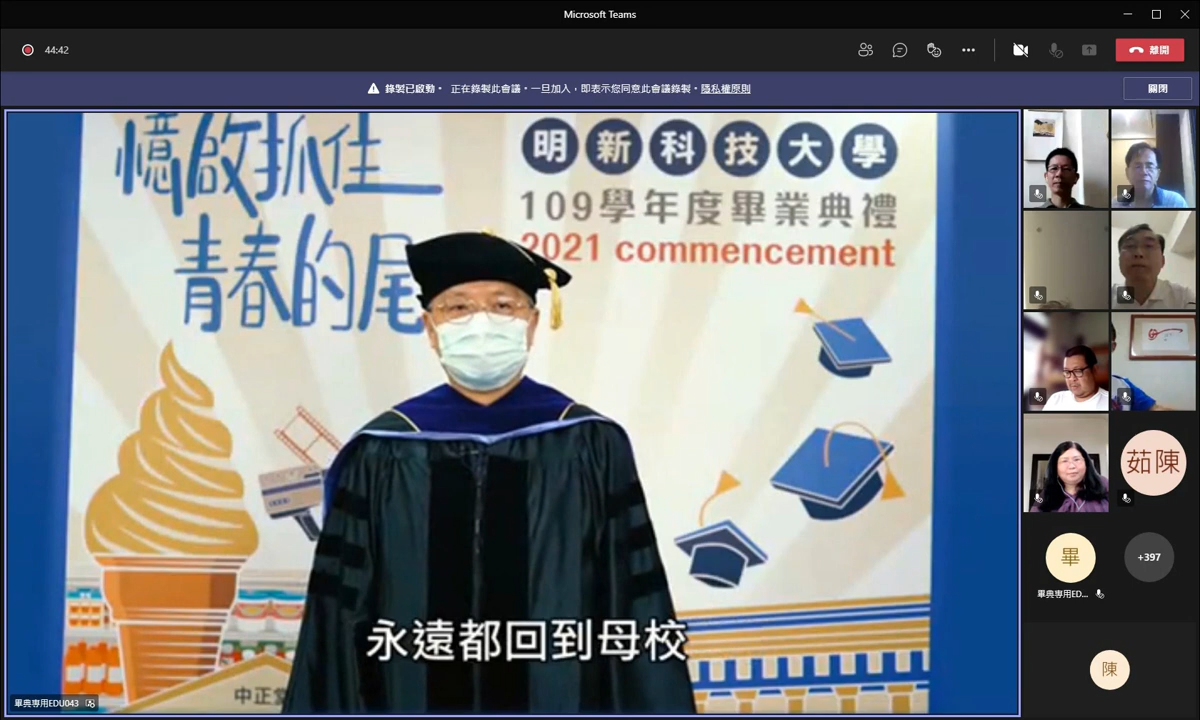 Microsoft Teams
44:42
離開
錄製已啟動。 正在錄製此會議。一旦加入，即表示您同意此會議錄製。隱私權原則
關閉
憶啟抓住
青春的尾
明新科技大學
109學年度畢業典禮
2021 commencement
中正堂
永遠都回到母校
畢典專用EDU043
茹陳
畢
+397
畢典專用ED...
陳